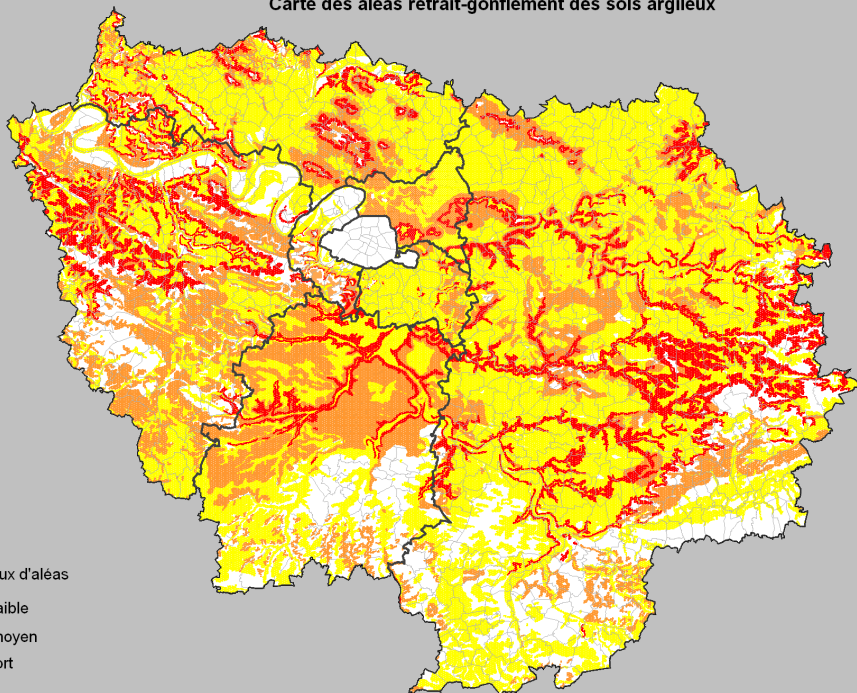 Carte des aléas retrait-gonflement des sols argileux
ux d'aléas
aible
noyen
ort